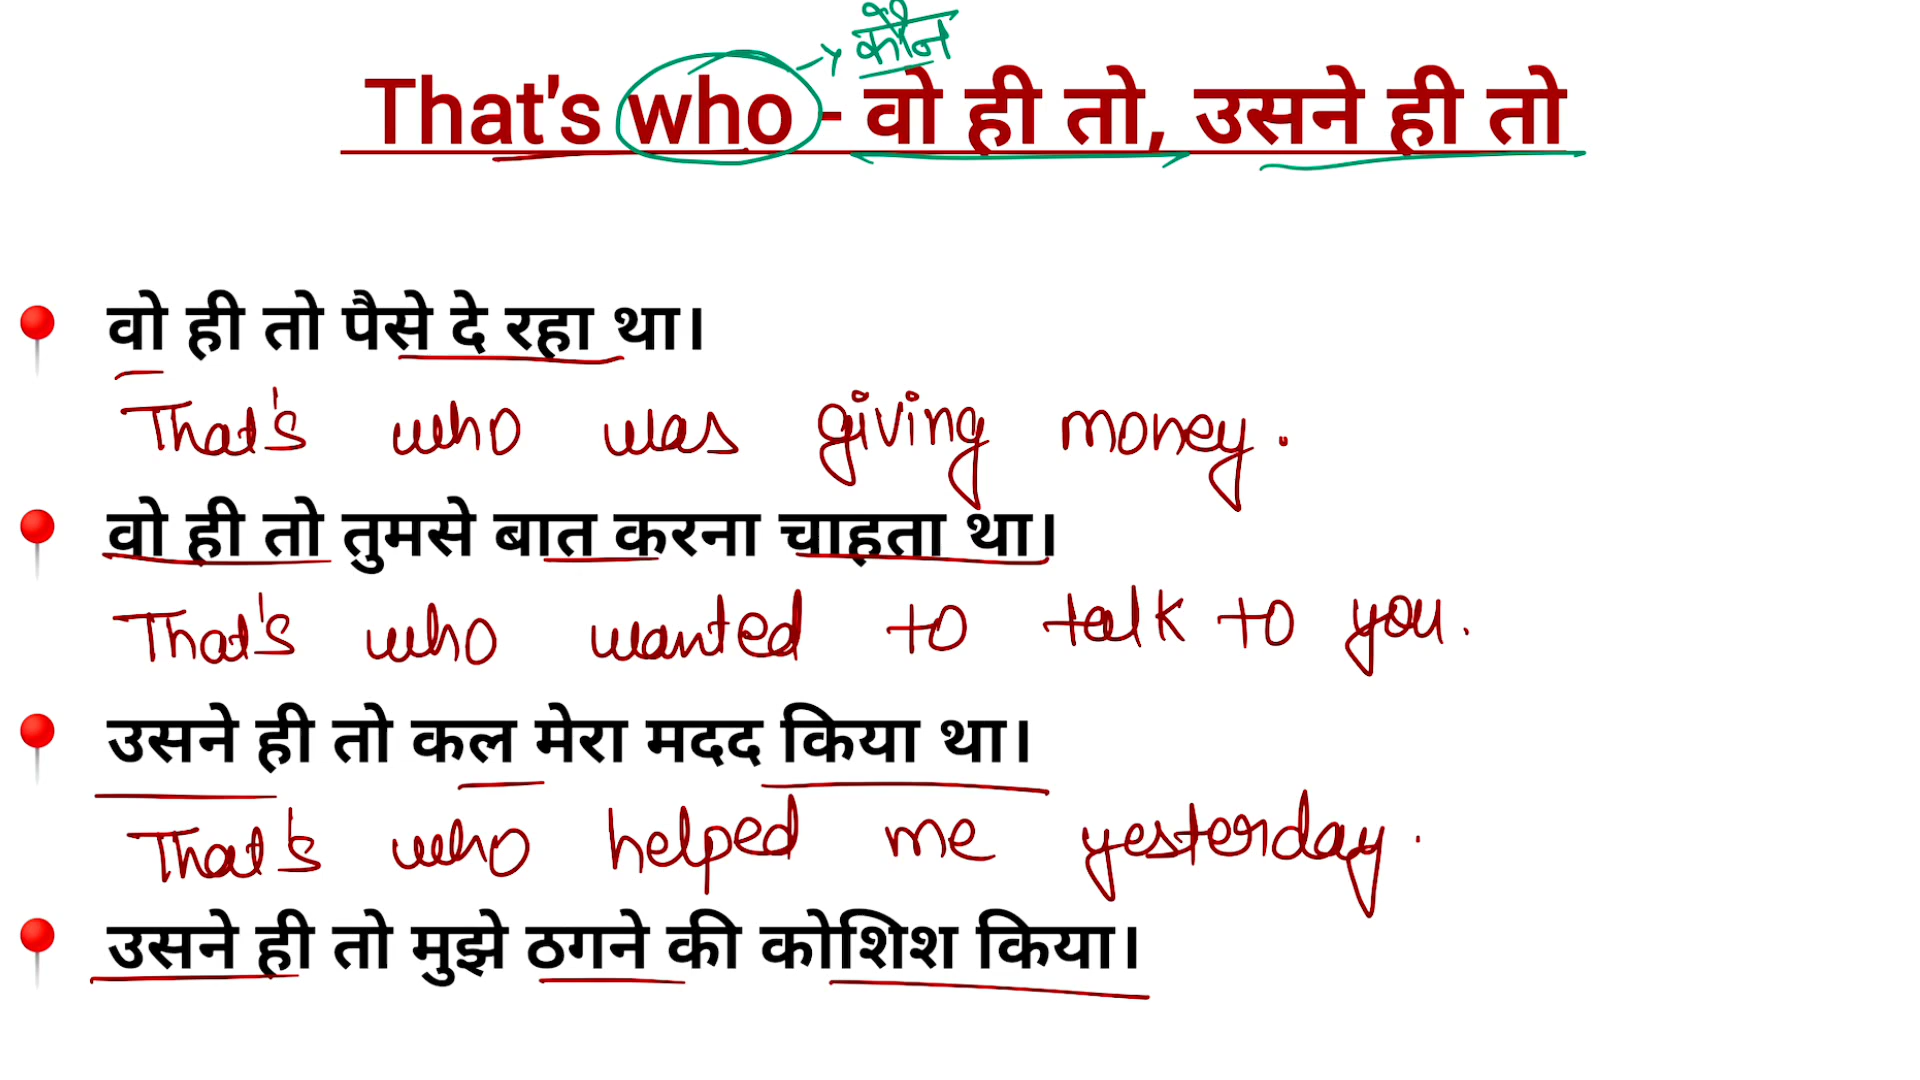 कौन
That's who - वो ही तो, उसने ही तो
वो ही तो पैसे दे रहा था।
That's who was giving money.
वो ही तो तुमसे बात करना चाहता था।
That's who wanted to talk to you.
उसने ही तो कल मेरा मदद किया था।
That's who helped me yesterday.
उसने ही तो मुझे ठगने की कोशिश किया।